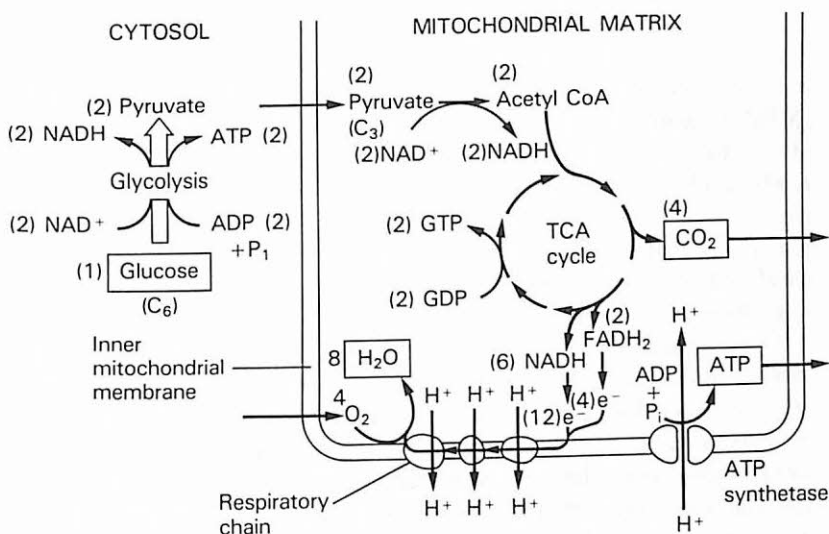 CYTOSOL
MITOCHONDRIAL MATRIX
(2) Pyruvate
(2) NADH
ATP (2)
Glycolysis
(2) NAD⁺
ADP (2)
+P₁
(1) Glucose
(C₆)
(2)
Pyruvate
(C₃)
(2)
Acetyl CoA
(2)NAD⁺
(2)NADH
(2) GTP
TCA
cycle
(4)
CO₂
(2) GDP
(2)
FADH₂
(6) NADH
H⁺
ADP
+
Pᵢ
ATP
Inner
mitochondrial
membrane
8 H₂O
4
O₂
H⁺ H⁺ H⁺
(12)e⁻
(4)e⁻
Respiratory
chain
H⁺ H⁺ H⁺
ATP
synthetase
H⁺